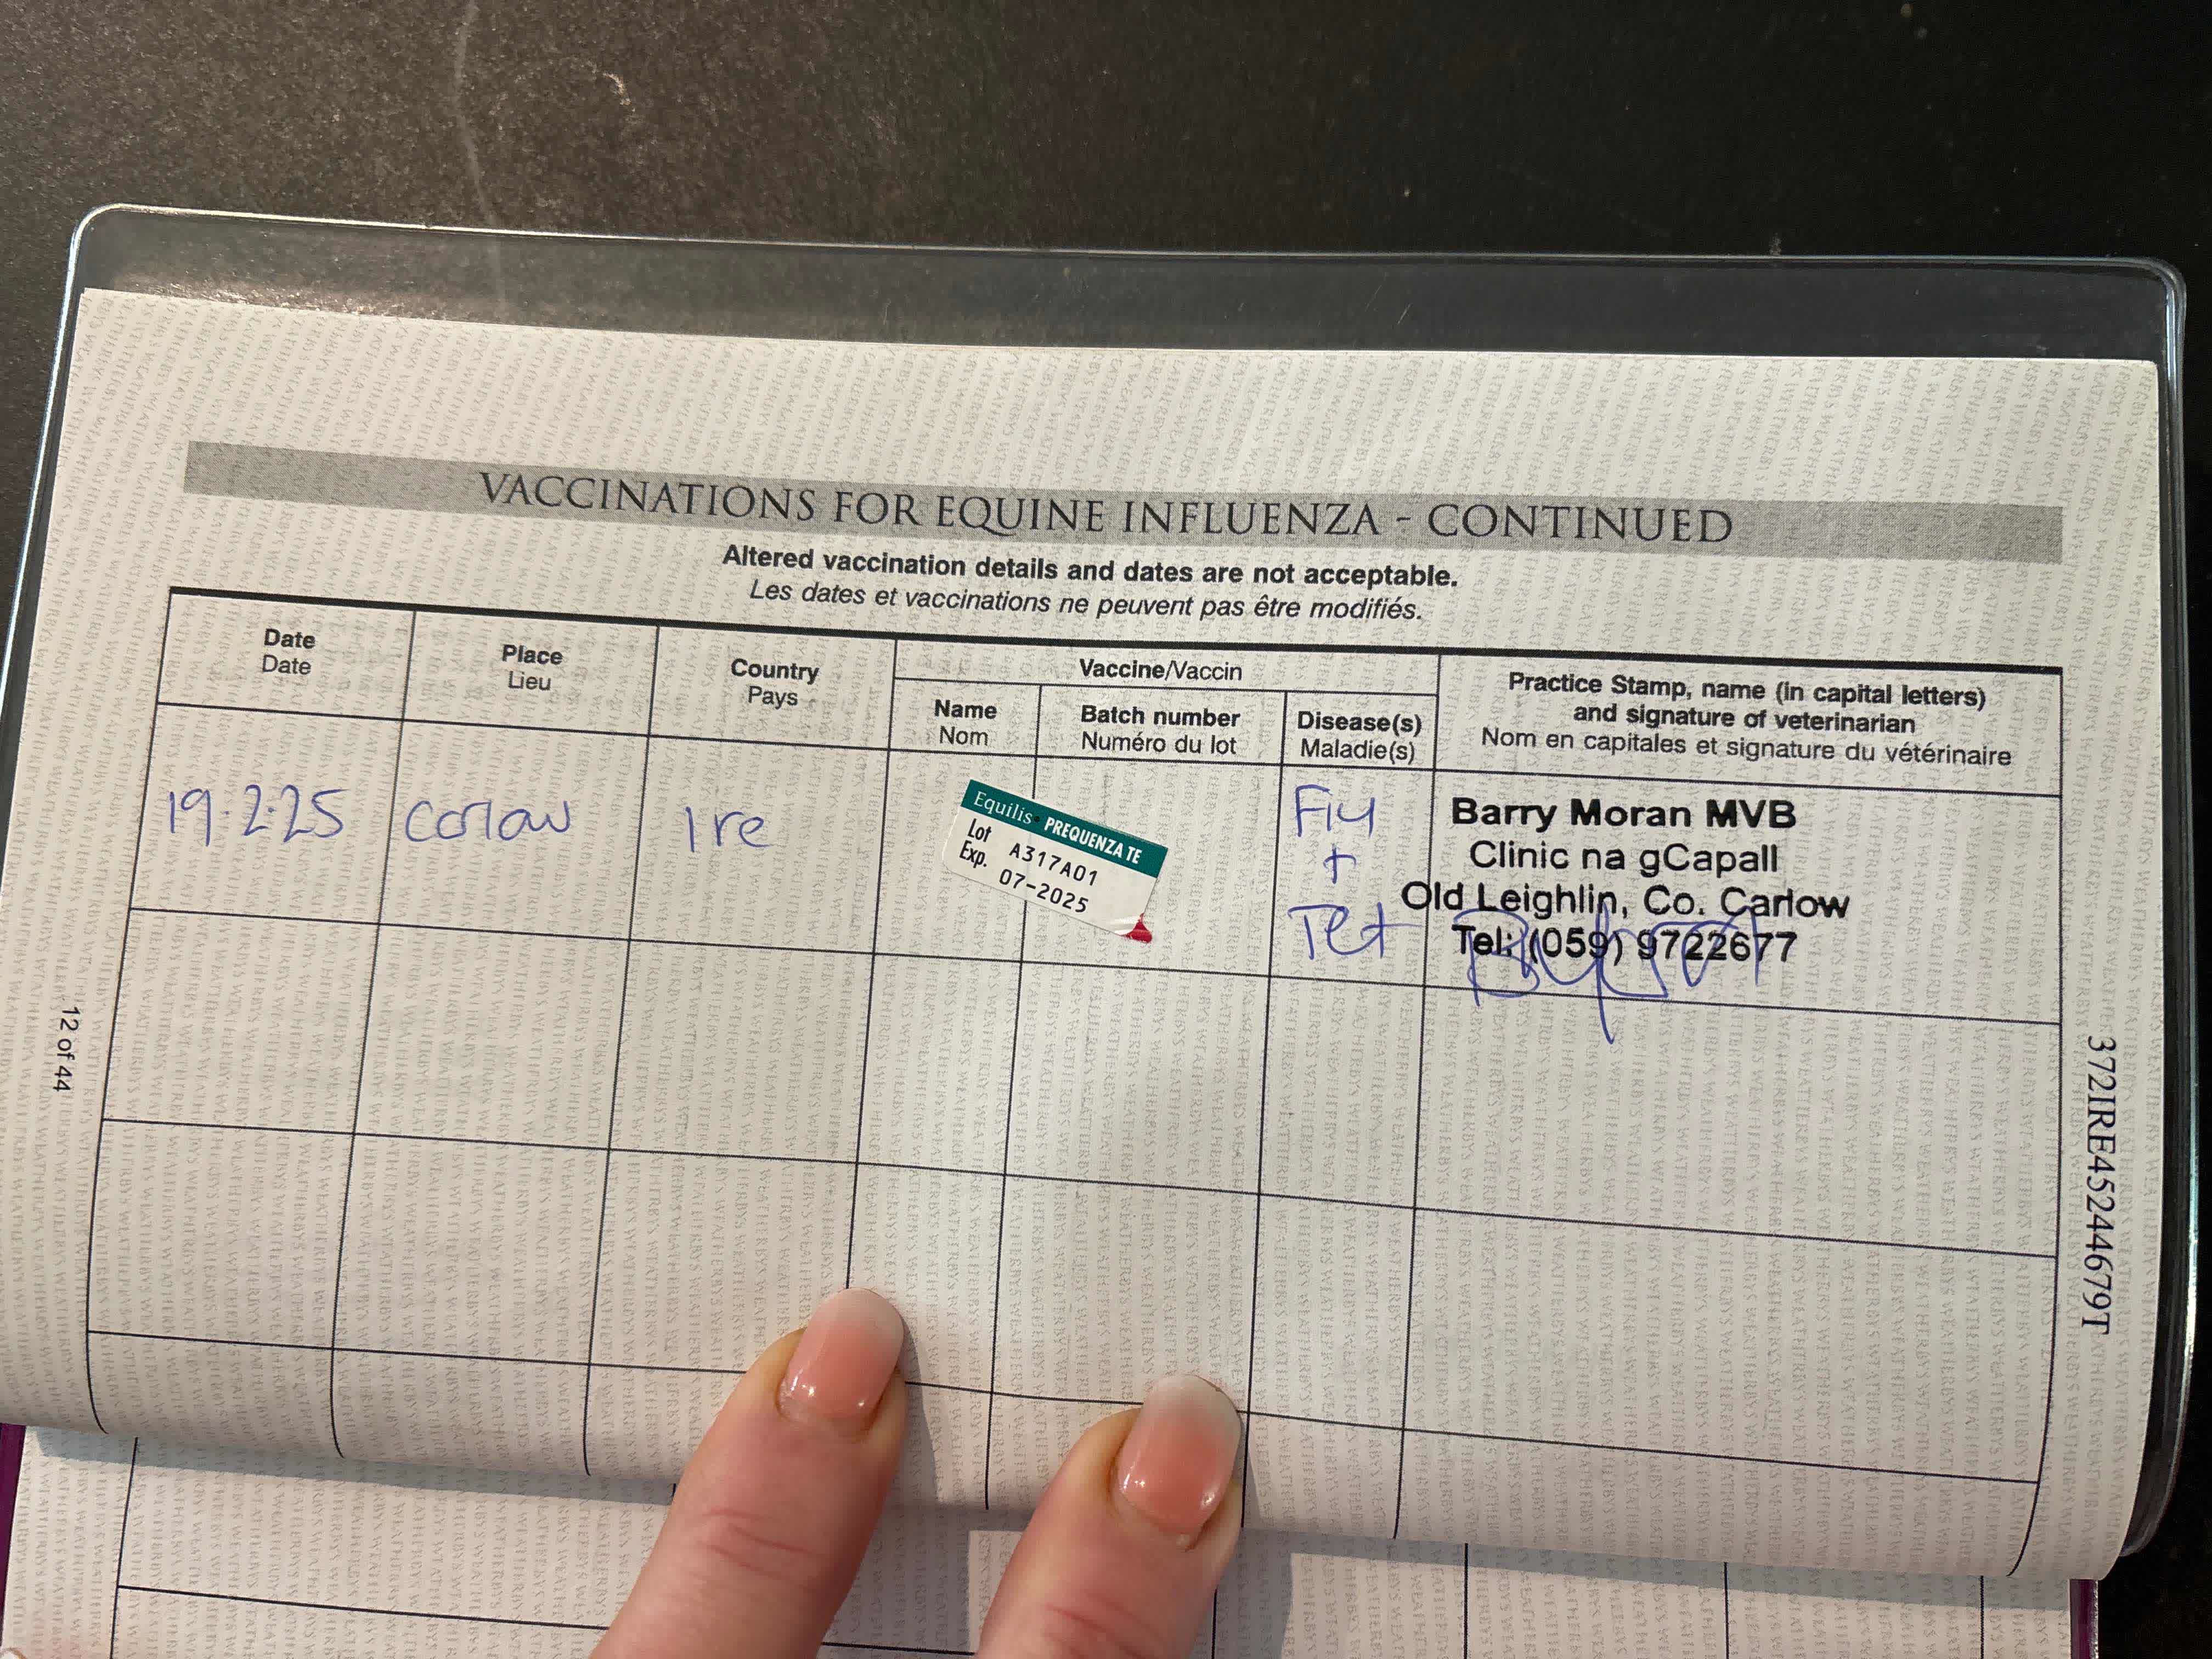 VACCINATIONS FOR EQUINE INFLUENZA - CONTINUED
Altered vaccination details and dates are not acceptable.
Les dates et vaccinations ne peuvent pas être modifiés.
Date
Date
Place
Lieu
Country
Pays
Vaccine/Vaccin
Name
Nom
Batch number
Numéro du lot
Disease(s)
Maladie(s)
Practice Stamp, name (in capital letters)
and signature of veterinarian
Nom en capitales et signature du vétérinaire
19.2.25
Carlow
Ire
Equilis PREQUENZA TE
Lot A317A01
Exp. 07-2025
Flu
+
Tet
Barry Moran MVB
Clinic na gCapall
Old Leighlin, Co. Carlow
Tel: (059) 9722677
12 of 44
372IRE45244679T